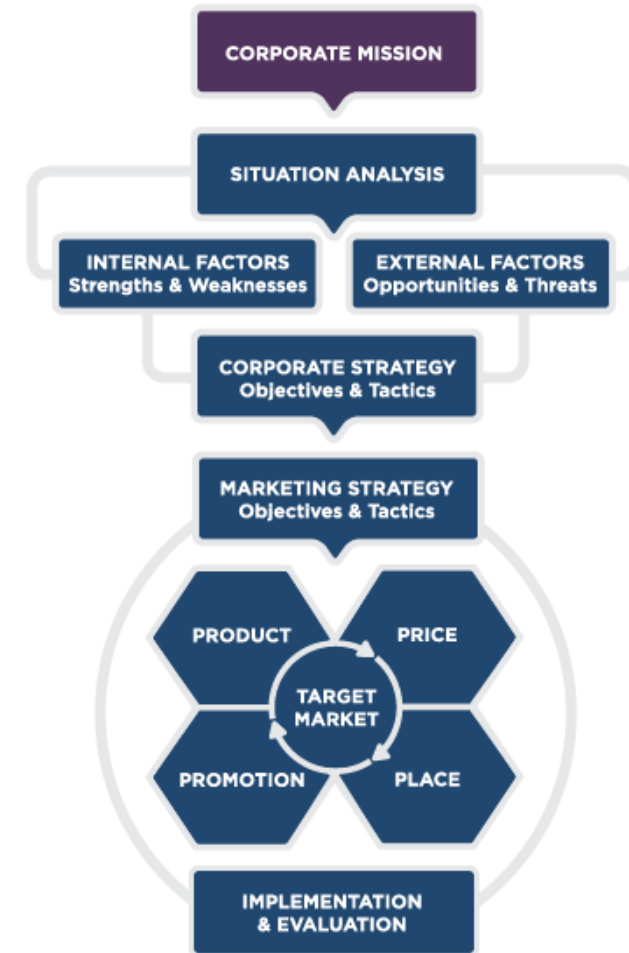 CORPORATE MISSION
SITUATION ANALYSIS
INTERNAL FACTORS
Strengths & Weaknesses
EXTERNAL FACTORS
Opportunities & Threats
CORPORATE STRATEGY
Objectives & Tactics
MARKETING STRATEGY
Objectives & Tactics
PRODUCT
PRICE
TARGET
MARKET
PROMOTION
PLACE
IMPLEMENTATION
& EVALUATION